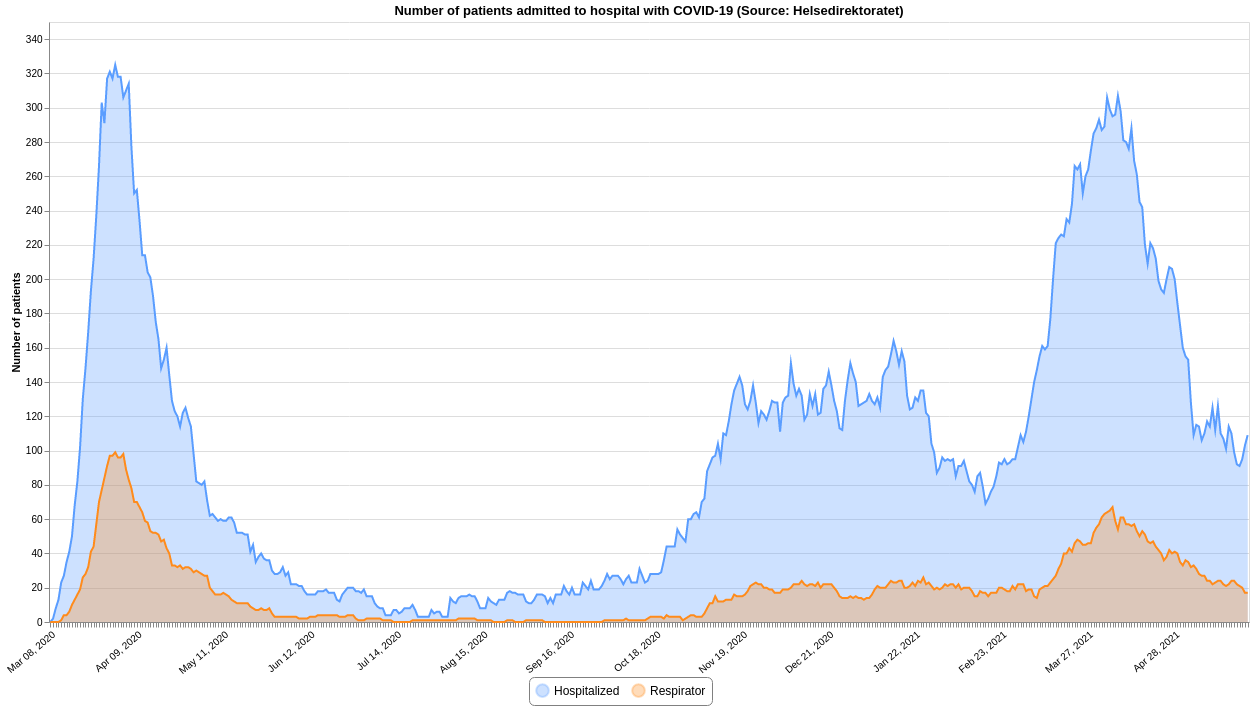 Number of patients admitted to hospital with COVID-19 (Source: Helsedirektoratet)
Number of patients
340
320
300
280
260
240
220
200
180
160
140
120
100
80
60
40
20
0
Mar 08, 2020
Apr 09, 2020
May 11, 2020
Jun 12, 2020
Jul 14, 2020
Aug 15, 2020
Sep 16, 2020
Oct 18, 2020
Nov 19, 2020
Dec 21, 2020
Jan 22, 2021
Feb 23, 2021
Mar 27, 2021
Apr 28, 2021
Hospitalized Respirator